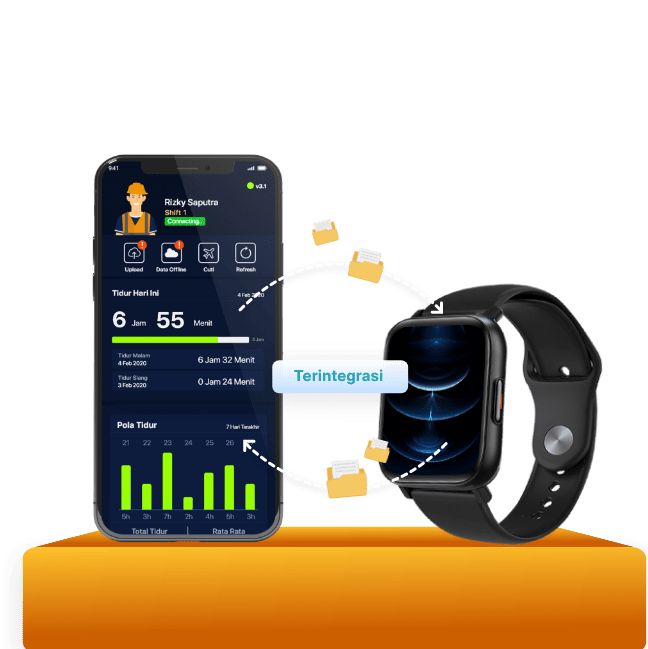 9:41
v3.1
Rizky Saputra
Shift 1
Connecting..
Upload Data Offline Cuti Refresh
Tidur Hari Ini 4 Feb 2020
6 Jam 55 Menit
Tidur Malam
4 Feb 2020 6 Jam 32 Menit
Tidur Siang
3 Feb 2020 0 Jam 24 Menit
Terintegrasi
Pola Tidur 7 Hari Terakhir
21 22 23 24 25 26
5h 3h 7h 2h 4h 5h 3h
Total Tidur Rata Rata